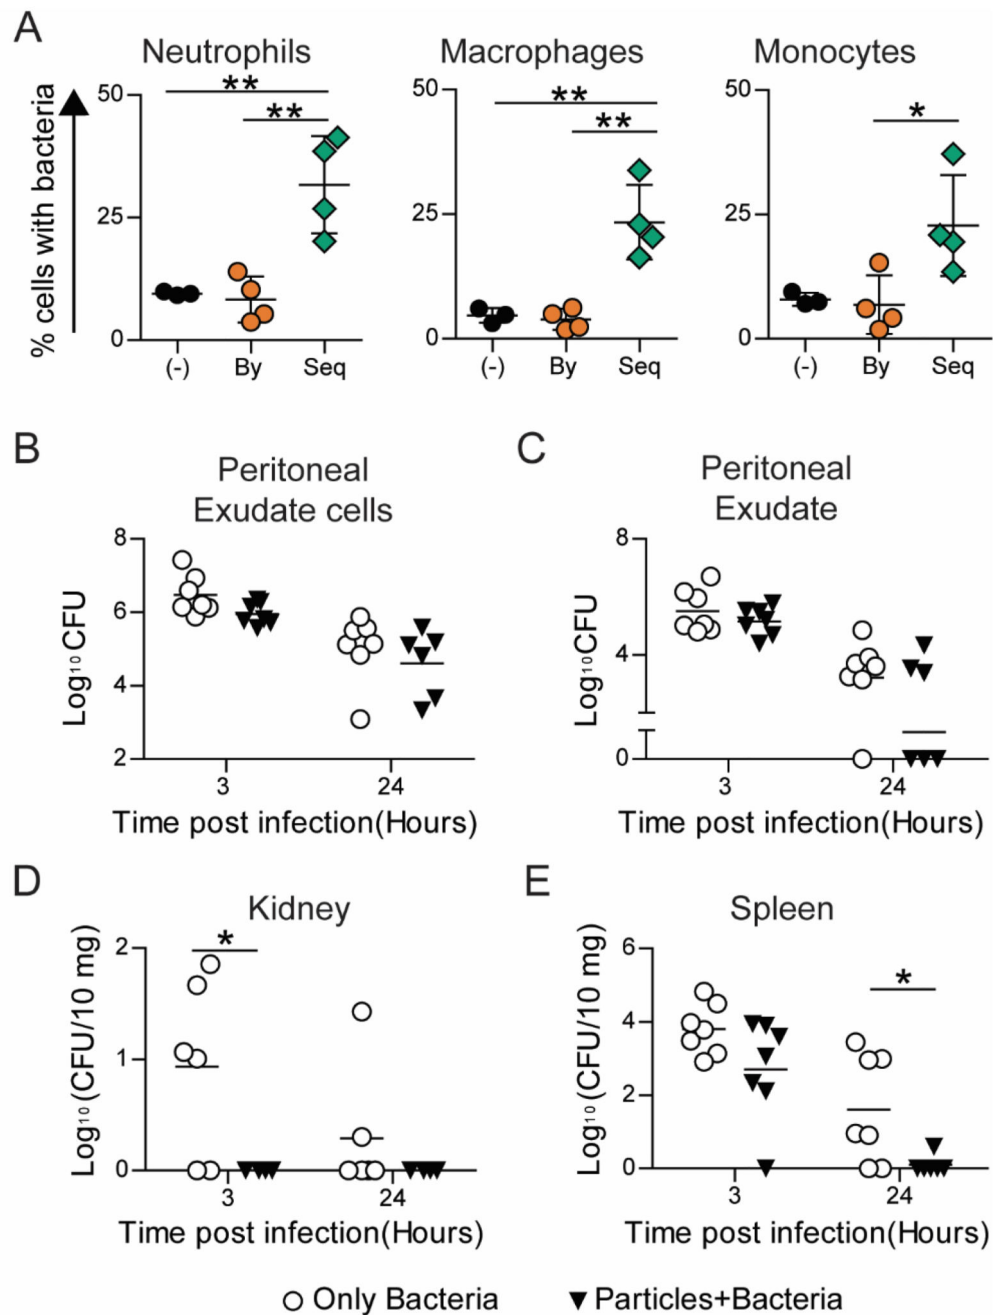 A
Neutrophils
Macrophages
Monocytes
% cells with bacteria
50
25
0
**
**
(-) By Seq
50
25
0
**
**
(-) By Seq
50
25
0
*
(-) By Seq
B
Peritoneal
Exudate cells
Log10CFU
8
6
4
2
3 24
Time post infection(Hours)
C
Peritoneal
Exudate
Log10CFU
8
4
0
3 24
Time post infection(Hours)
D
Kidney
Log10(CFU/10 mg)
2
1
0
*
3 24
Time post infection(Hours)
E
Spleen
Log10(CFU/10 mg)
6
4
2
0
*
3 24
Time post infection(Hours)
Only Bacteria
Particles+Bacteria